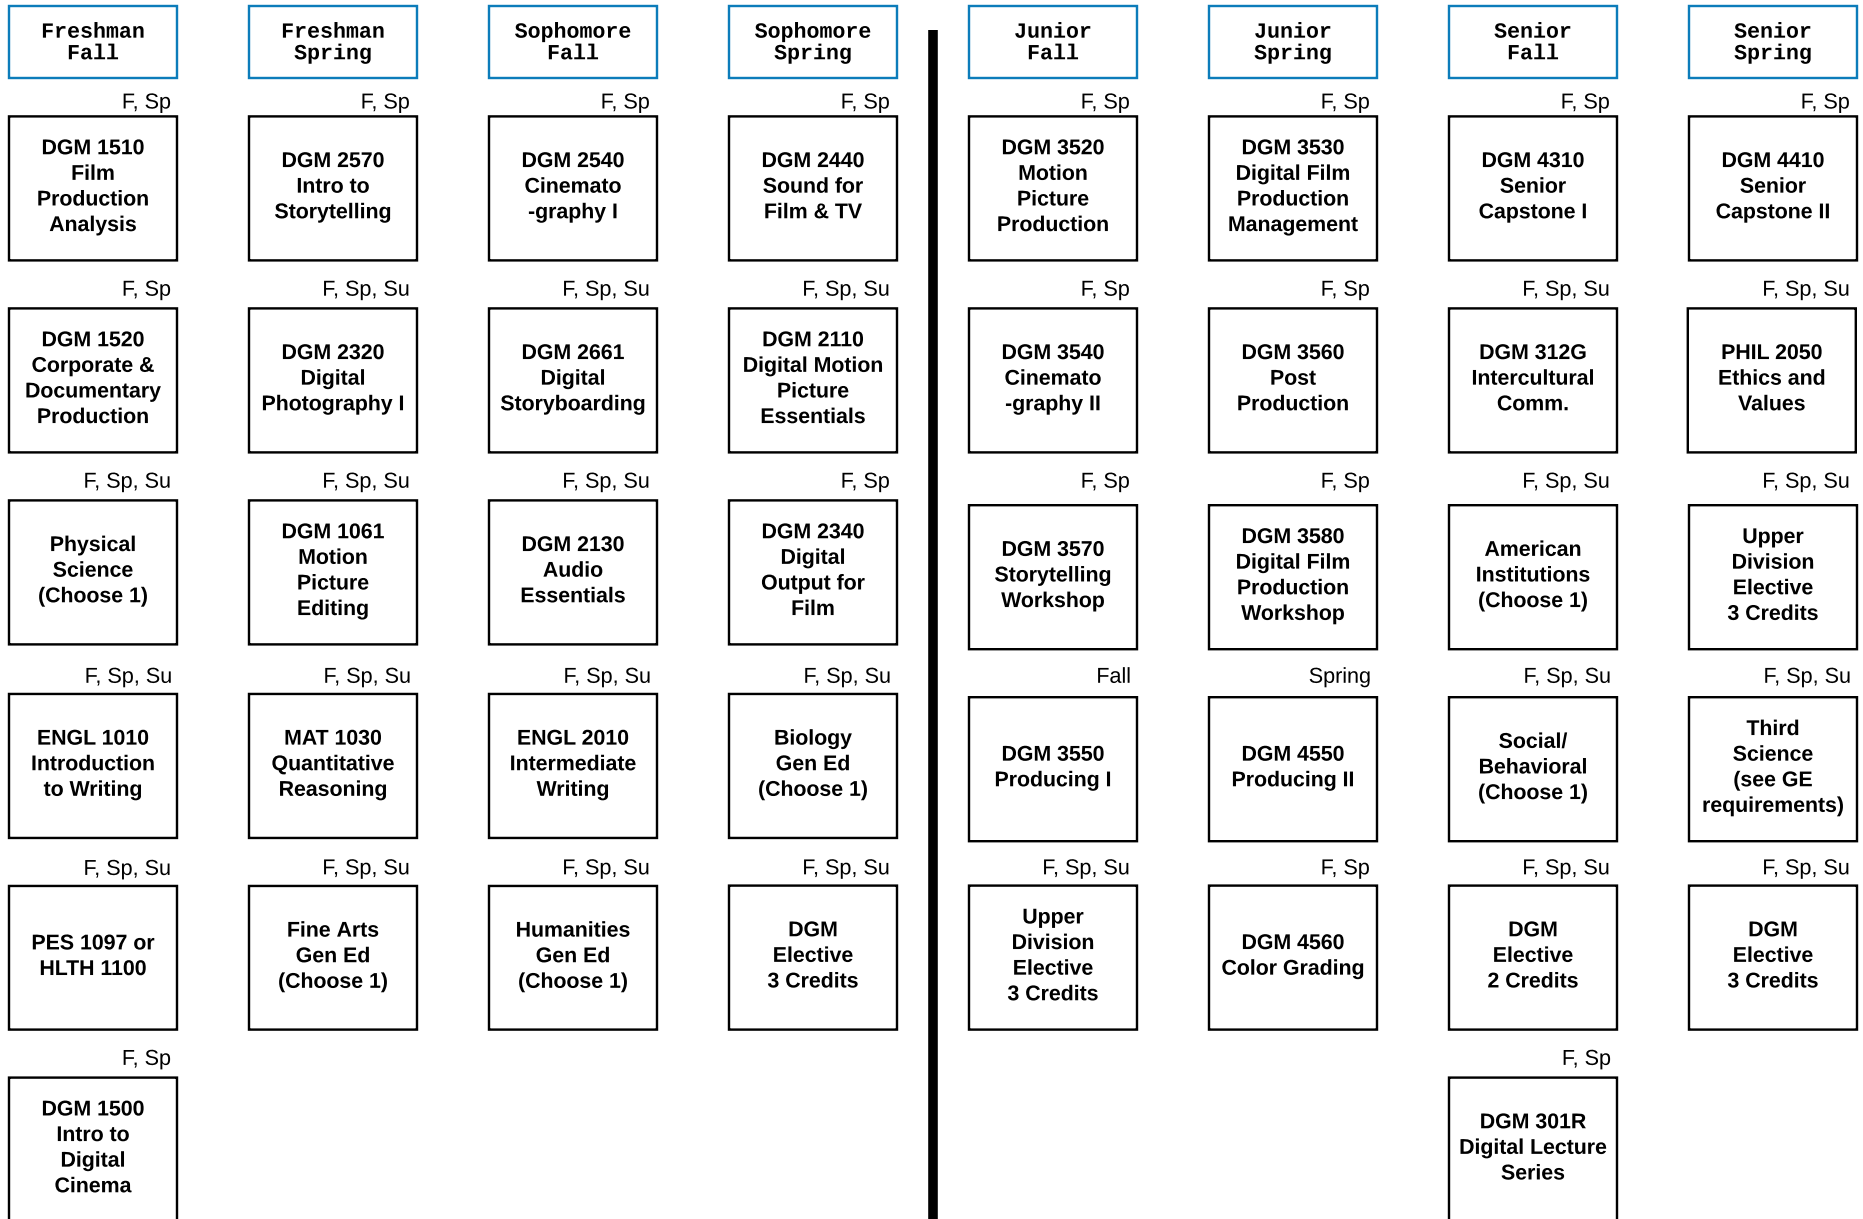 Freshman
Fall
F, Sp
DGM 1510
Film
Production
Analysis
F, Sp
DGM 1520
Corporate &
Documentary
Production
F, Sp, Su
Physical
Science
(Choose 1)
F, Sp, Su
ENGL 1010
Introduction
to Writing
F, Sp, Su
PES 1097 or
HLTH 1100
F, Sp
DGM 1500
Intro to
Digital
Cinema
Freshman
Spring
F, Sp
DGM 2570
Intro to
Storytelling
F, Sp, Su
DGM 2320
Digital
Photography I
F, Sp, Su
DGM 1061
Motion
Picture
Editing
F, Sp, Su
MAT 1030
Quantitative
Reasoning
F, Sp, Su
Fine Arts
Gen Ed
(Choose 1)
Sophomore
Fall
F, Sp
DGM 2540
Cinemato
-graphy I
F, Sp, Su
DGM 2661
Digital
Storyboarding
F, Sp, Su
DGM 2130
Audio
Essentials
F, Sp, Su
ENGL 2010
Intermediate
Writing
F, Sp, Su
Humanities
Gen Ed
(Choose 1)
Sophomore
Spring
F, Sp
DGM 2440
Sound for
Film & TV
F, Sp, Su
DGM 2110
Digital Motion
Picture
Essentials
F, Sp
DGM 2340
Digital
Output for
Film
F, Sp, Su
Biology
Gen Ed
(Choose 1)
F, Sp, Su
DGM
Elective
3 Credits
Junior
Fall
F, Sp
DGM 3520
Motion
Picture
Production
F, Sp
DGM 3540
Cinemato
-graphy II
F, Sp
DGM 3570
Storytelling
Workshop
Fall
DGM 3550
Producing I
F, Sp, Su
Upper
Division
Elective
3 Credits
Junior
Spring
F, Sp
DGM 3530
Digital Film
Production
Management
F, Sp
DGM 3560
Post
Production
F, Sp
DGM 3580
Digital Film
Production
Workshop
Spring
DGM 4550
Producing II
F, Sp
DGM 4560
Color Grading
Senior
Fall
F, Sp
DGM 4310
Senior
Capstone I
F, Sp, Su
DGM 312G
Intercultural
Comm.
F, Sp, Su
American
Institutions
(Choose 1)
F, Sp, Su
Social/
Behavioral
(Choose 1)
F, Sp, Su
DGM
Elective
2 Credits
F, Sp
DGM 301R
Digital Lecture
Series
Senior
Spring
F, Sp
DGM 4410
Senior
Capstone II
F, Sp, Su
PHIL 2050
Ethics and
Values
F, Sp, Su
Upper
Division
Elective
3 Credits
F, Sp, Su
Third
Science
(see GE
requirements)
F, Sp, Su
DGM
Elective
3 Credits